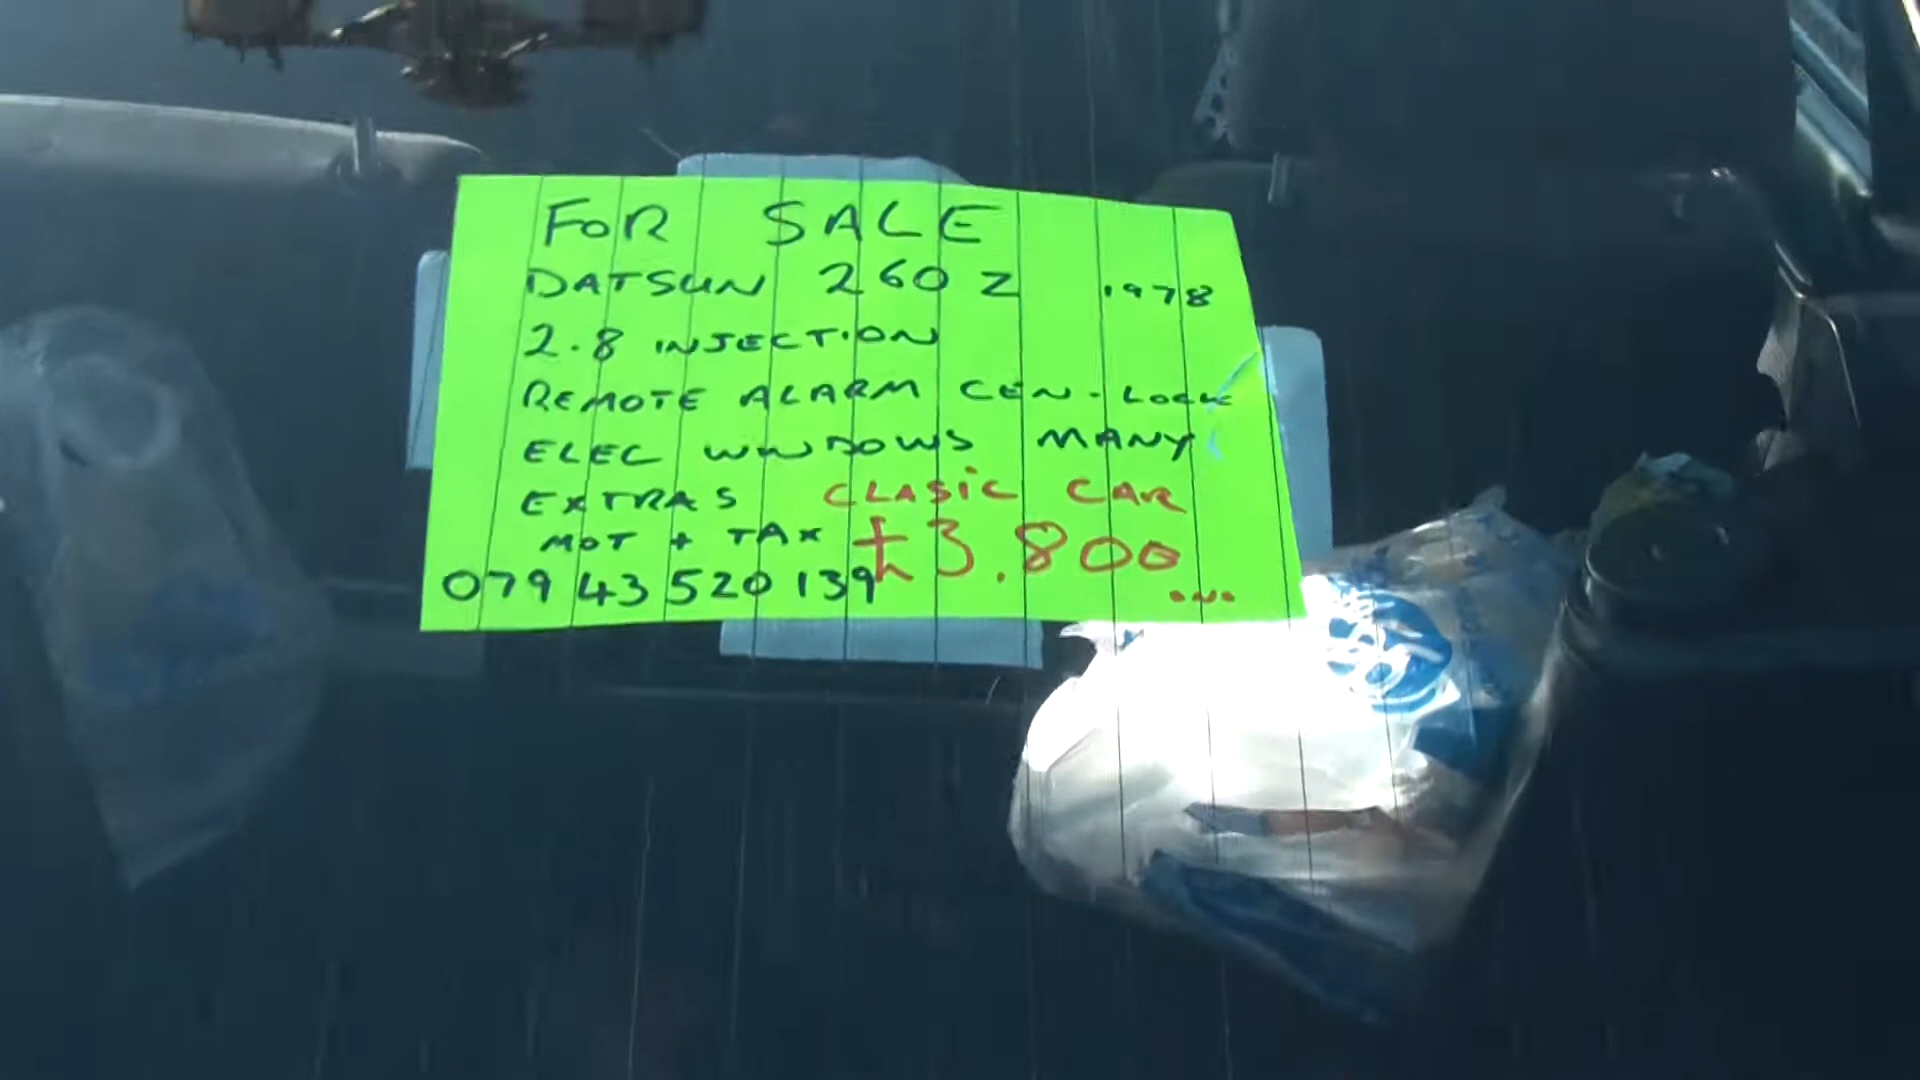 FOR SALE
DATSUN 260 Z 1978
2.8 INJECTION
REMOTE ALARM CEN-LOCK
ELEC WINDOWS MANY
EXTRAS CLASIC CAR
MOT + TAX £3.800
07943520139 ono